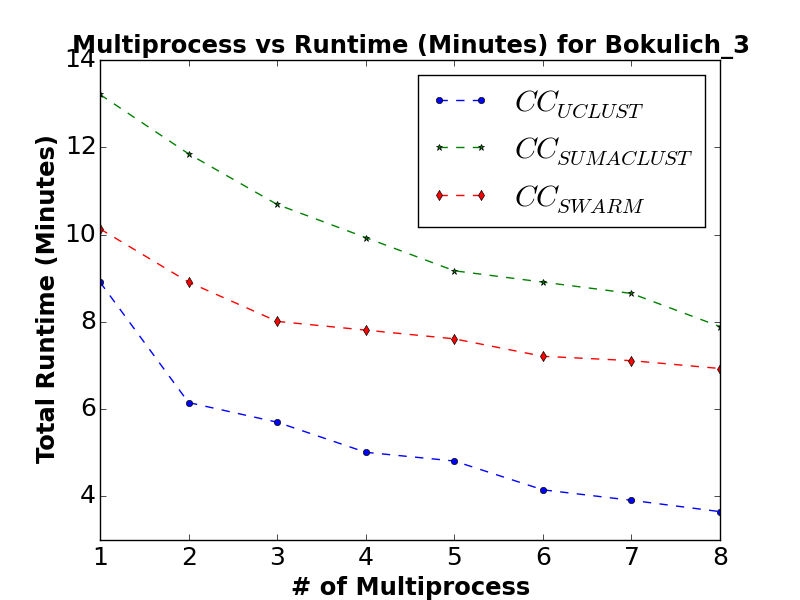 Multiprocess vs Runtime (Minutes) for Bokulich_3
14
12
10
8
6
4
Total Runtime (Minutes)
CC_UCLUST
CC_SUMACLUST
CC_SWARM
1 2 3 4 5 6 7 8
# of Multiprocess